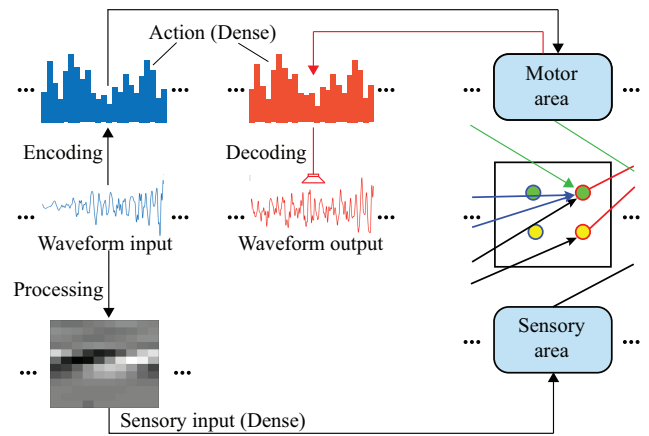 Action (Dense)
Motor
area
Encoding
Decoding
Waveform input
Waveform output
Processing
Sensory
area
Sensory input (Dense)